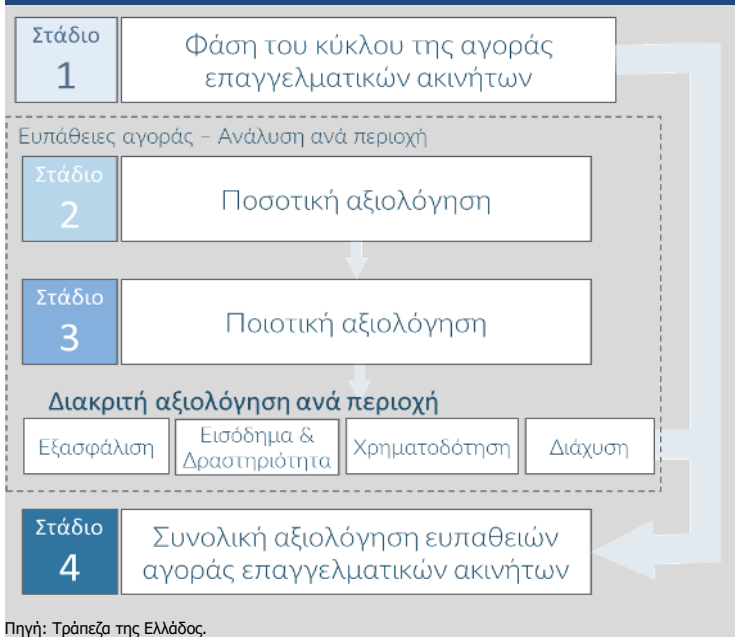 Στάδιο
1
Φάση του κύκλου της αγοράς
επαγγελματικών ακινήτων
Ευπάθειες αγοράς – Ανάλυση ανά περιοχή
Στάδιο
2
Ποσοτική αξιολόγηση
Στάδιο
3
Ποιοτική αξιολόγηση
Διακριτή αξιολόγηση ανά περιοχή
Εξασφάλιση
Εισόδημα &
Δραστηριότητα
Χρηματοδότηση
Διάχυση
Στάδιο
4
Συνολική αξιολόγηση ευπαθειών
αγοράς επαγγελματικών ακινήτων
Πηγή: Τράπεζα της Ελλάδος.